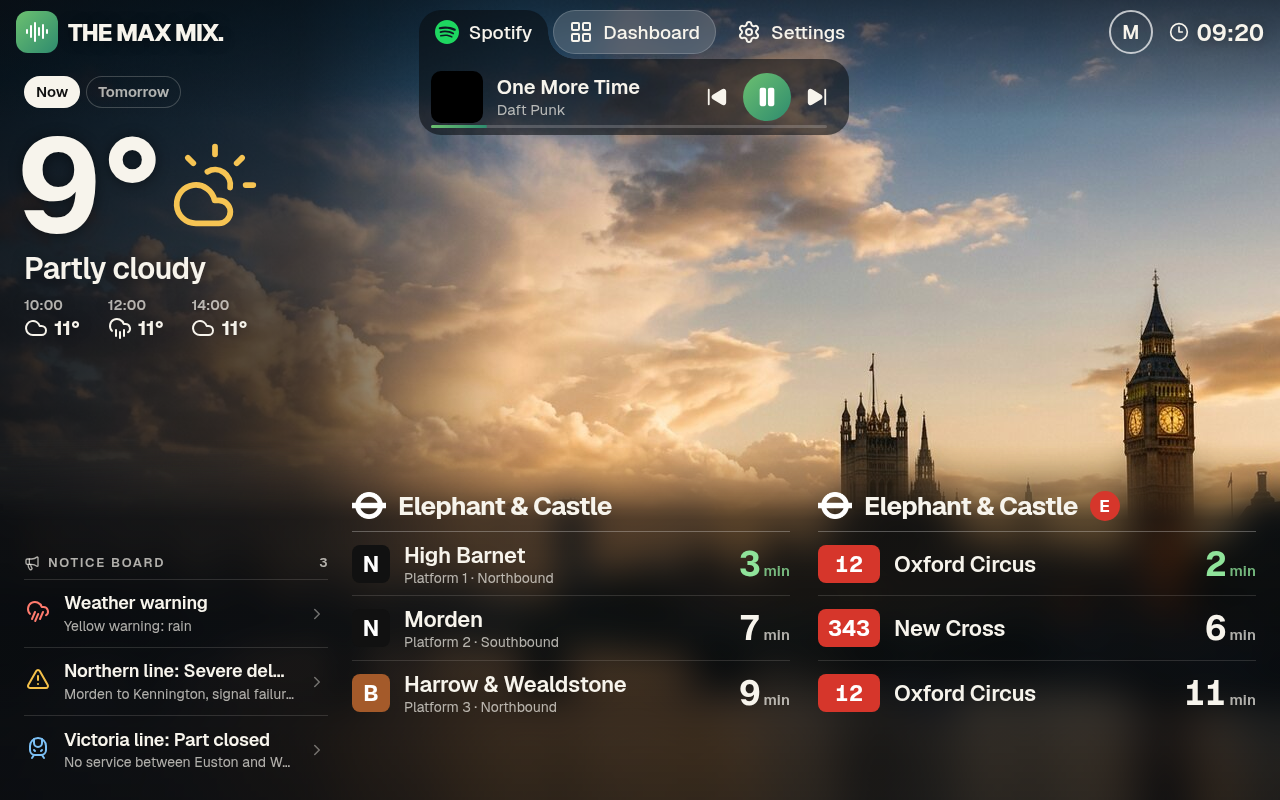 THE MAX MIX.
Spotify
Dashboard
Settings
M
09:20
One More Time
Daft Punk
Now
Tomorrow
9°
Partly cloudy
10:00 12:00 14:00
11° 11° 11°
NOTICE BOARD 3
Weather warning
Yellow warning: rain
Northern line: Severe del...
Morden to Kennington, signal failur...
Victoria line: Part closed
No service between Euston and W...
Elephant & Castle
N High Barnet 3 min
Platform 1 · Northbound
N Morden 7 min
Platform 2 · Southbound
B Harrow & Wealdstone 9 min
Platform 3 · Northbound
Elephant & Castle E
12 Oxford Circus 2 min
343 New Cross 6 min
12 Oxford Circus 11 min